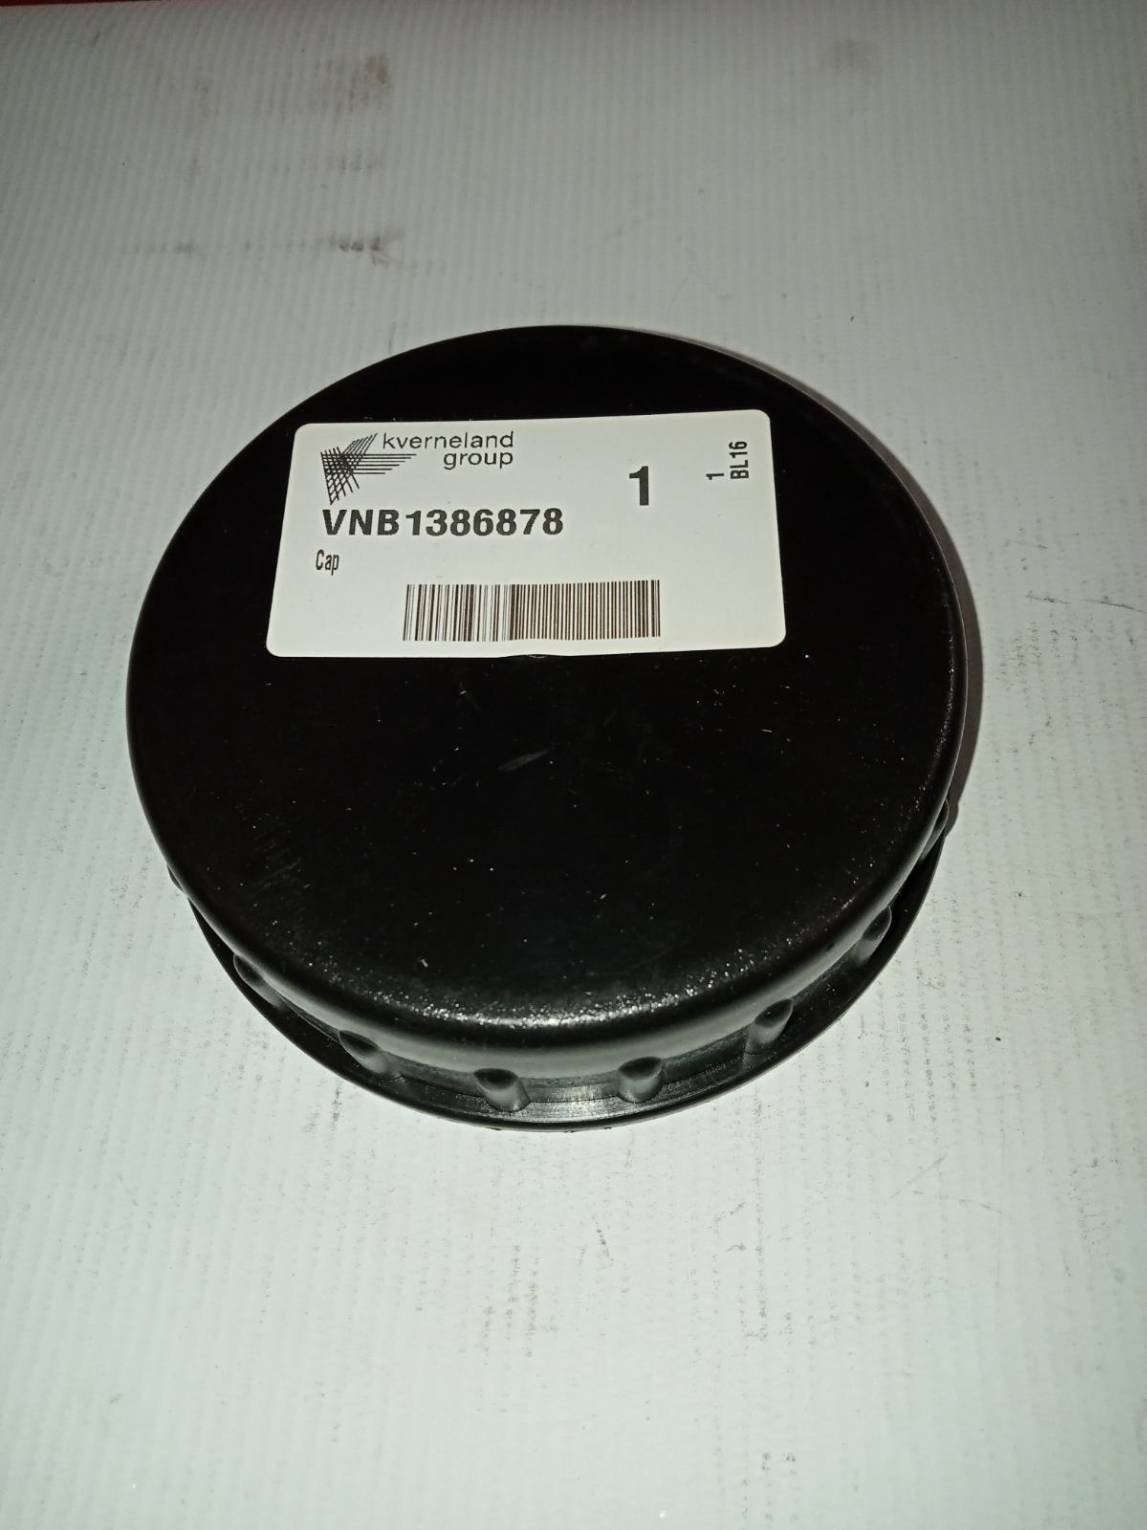 kverneland
group
1
1
BL16
VNB1386878
Cap